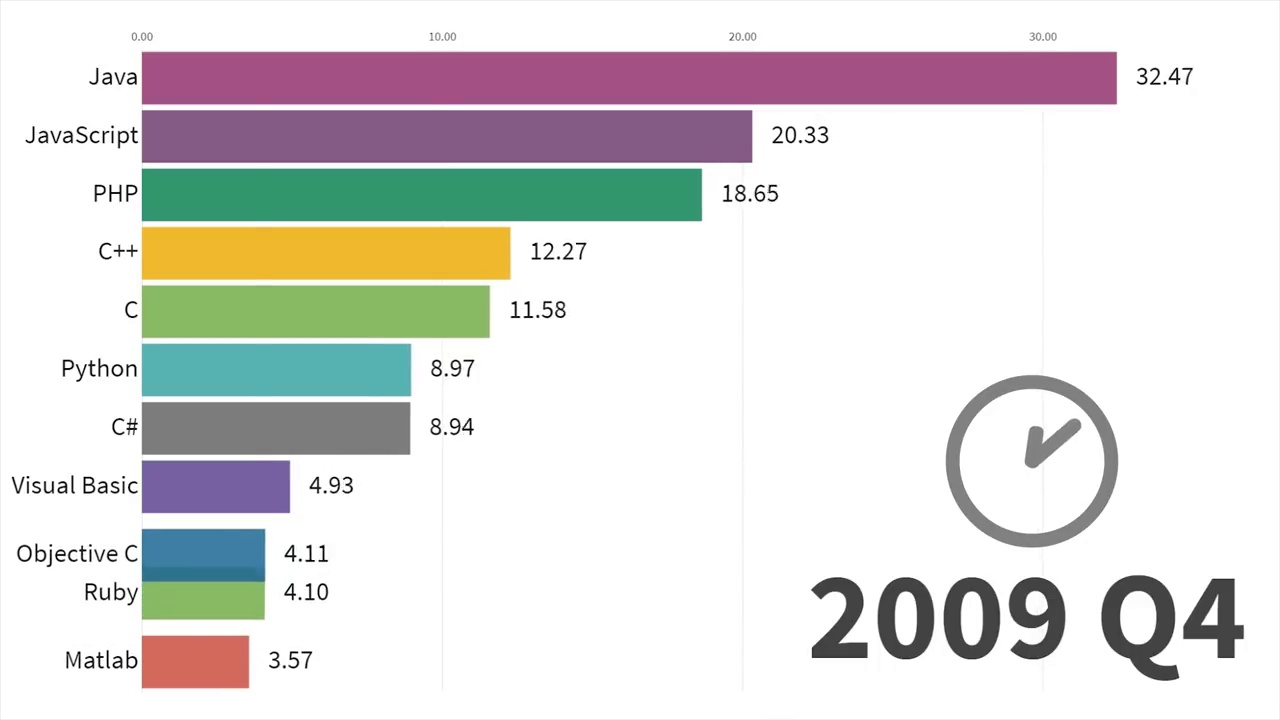 0.00 10.00 20.00 30.00
Java 32.47
JavaScript 20.33
PHP 18.65
C++ 12.27
C 11.58
Python 8.97
C# 8.94
Visual Basic 4.93
Objective C 4.11
Ruby 4.10
Matlab 3.57
2009 Q4